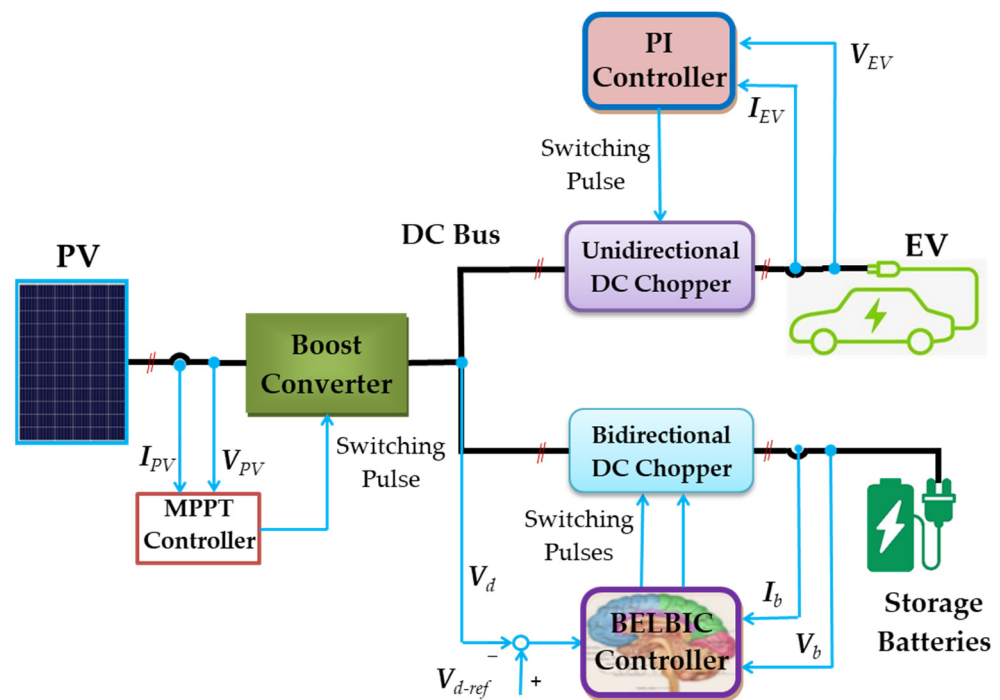 PI
Controller
V_EV
I_EV
Switching
Pulse
DC Bus
Unidirectional
DC Chopper
EV
PV
Boost
Converter
I_PV
V_PV
Switching
Pulse
MPPT
Controller
Bidirectional
DC Chopper
Switching
Pulses
V_d
I_b
BELBIC
Controller
V_b
Storage
Batteries
−
V_d-ref
+